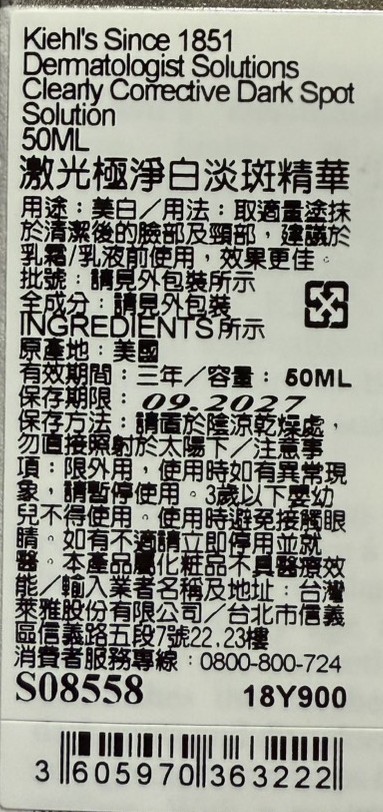 Kiehl's Since 1851
Dermatologist Solutions
Clearly Corrective Dark Spot
Solution
50ML
激光極淨白淡斑精華
用途：美白／用法：取適量塗抹
於清潔後的臉部及頸部，建議於
乳霜/乳液前使用，效果更佳。
批號：請見外包裝所示
全成分：請見外包裝
INGREDIENTS所示
原產地：美國
有效期間：三年／容量：50ML
保存期限：09.2027
保存方法：請置於陰涼乾燥處，
勿直接照射於太陽下／注意事
項：限外用，使用時如有異常現
象，請暫停使用。3歲以下嬰幼
兒不得使用。使用時避免接觸眼
睛。如有不適請立即停用並就
醫。本產品屬化粧品不具醫療效
能／輸入業者名稱及地址：台灣
萊雅股份有限公司／台北市信義
區信義路五段7號22.23樓
消費者服務專線：0800-800-724
S08558 18Y900
3 605970 363222